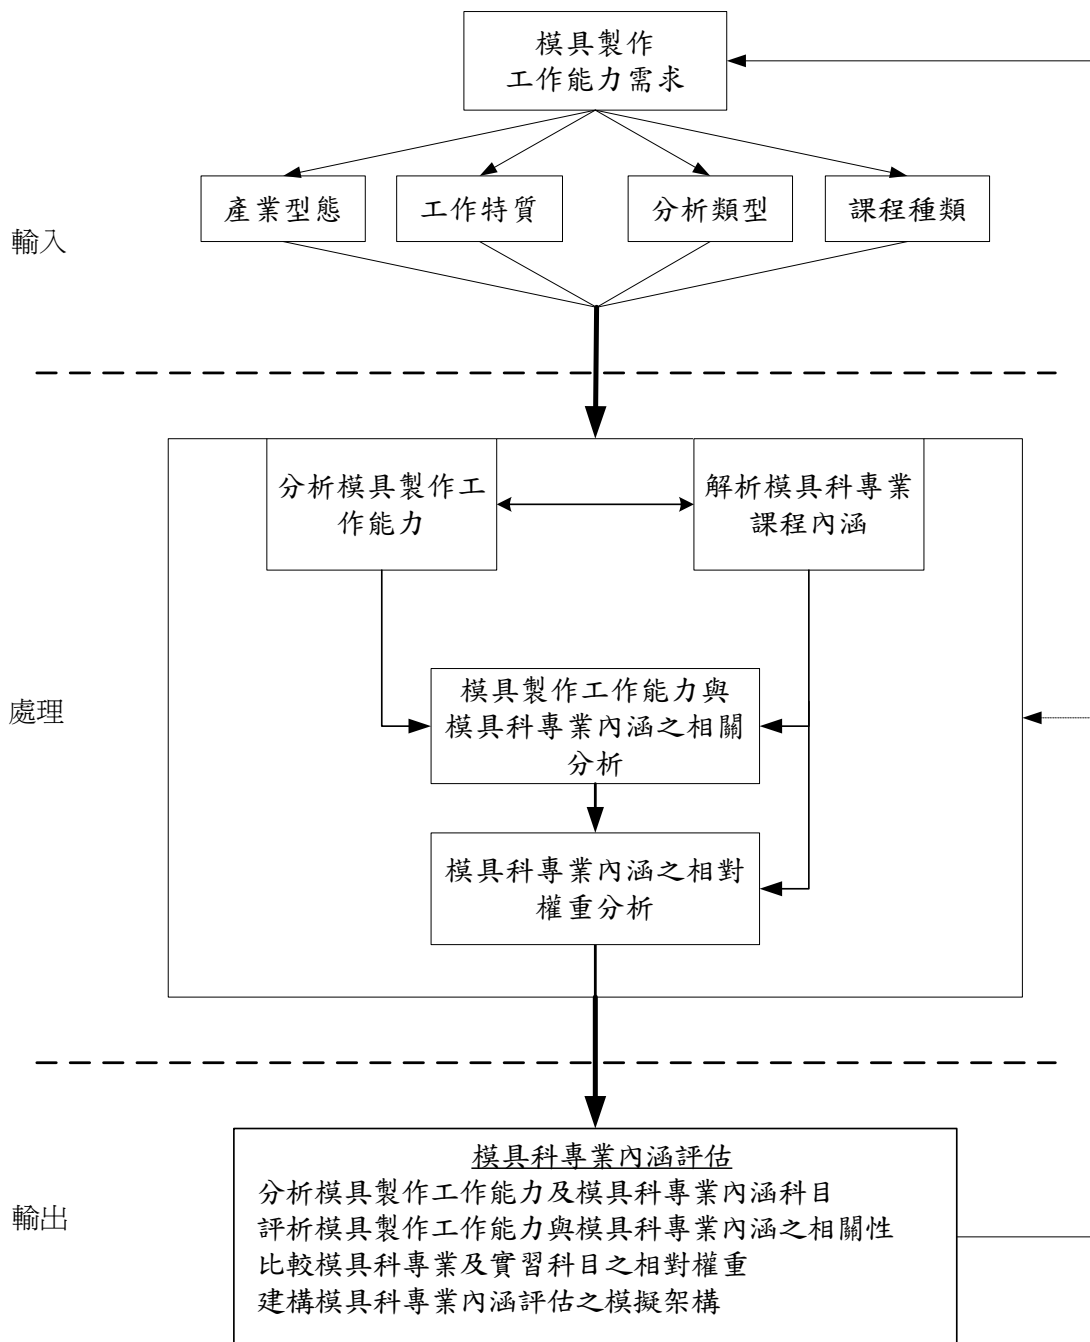 模具製作
工作能力需求
產業型態
工作特質
分析類型
課程種類
輸入
分析模具製作工
作能力
解析模具科專業
課程內涵
模具製作工作能力與
模具科專業內涵之相關
分析
處理
模具科專業內涵之相對
權重分析
模具科專業內涵評估
分析模具製作工作能力及模具科專業內涵科目
評析模具製作工作能力與模具科專業內涵之相關性
比較模具科專業及實習科目之相對權重
建構模具科專業內涵評估之模擬架構
輸出